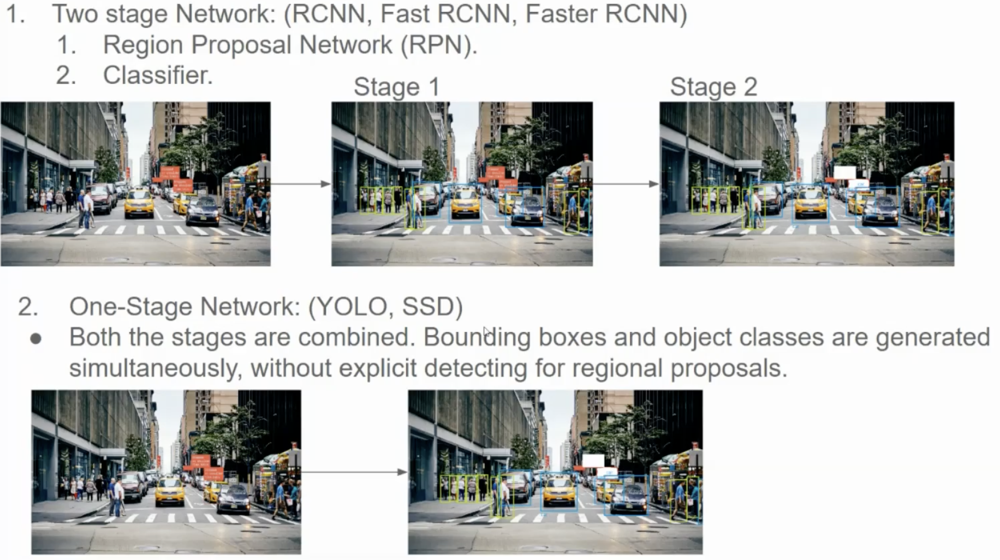 1. Two stage Network: (RCNN, Fast RCNN, Faster RCNN)
1. Region Proposal Network (RPN).
2. Classifier.
Stage 1
Stage 2
2. One-Stage Network: (YOLO, SSD)
● Both the stages are combined. Bounding boxes and object classes are generated
simultaneously, without explicit detecting for regional proposals.